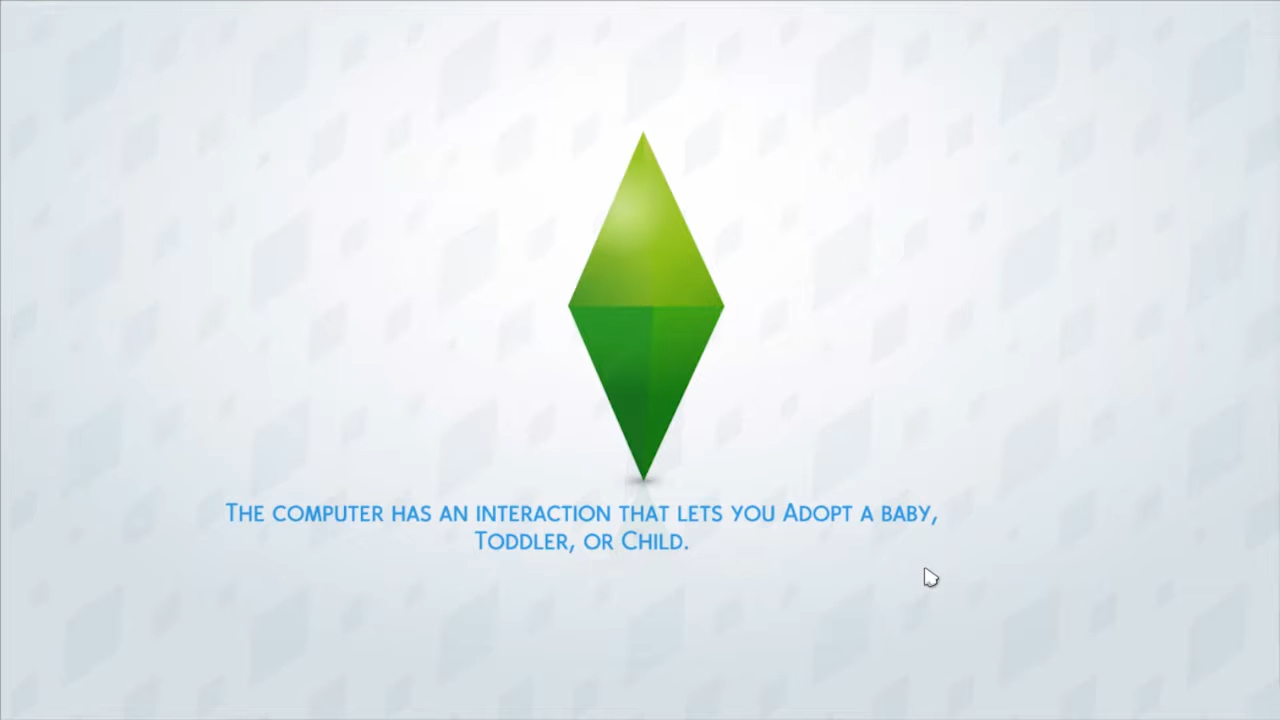 The computer has an interaction that lets you Adopt a baby,
Toddler, or Child.